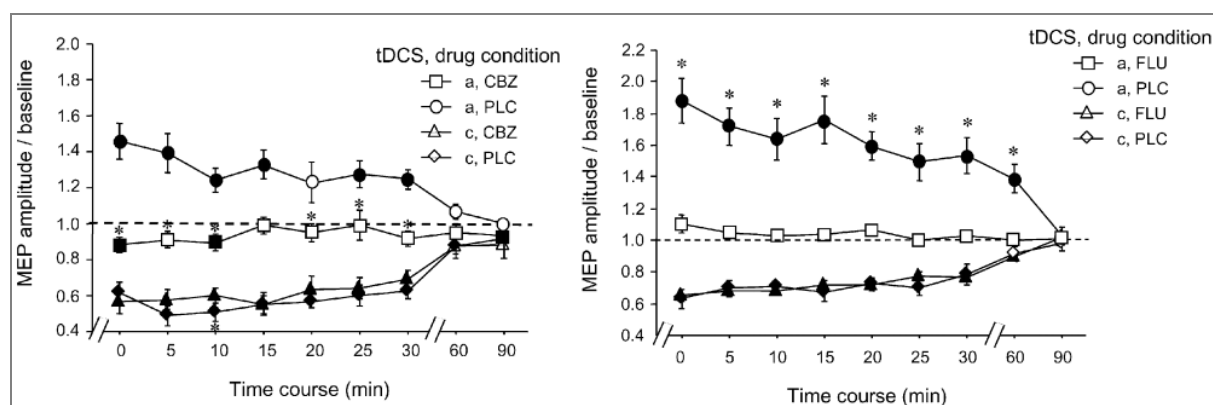 2.0
1.8
1.6
1.4
1.2
1.0
0.8
0.6
0.4
MEP amplitude / baseline
tDCS, drug condition
a, CBZ
a, PLC
c, CBZ
c, PLC
* * * * * *
*
0 5 10 15 20 25 30 60 90
Time course (min)
2.2
2.0
1.8
1.6
1.4
1.2
1.0
0.8
0.6
0.4
MEP amplitude / baseline
tDCS, drug condition
a, FLU
a, PLC
c, FLU
c, PLC
* * * * * * * *
0 5 10 15 20 25 30 60 90
Time course (min)